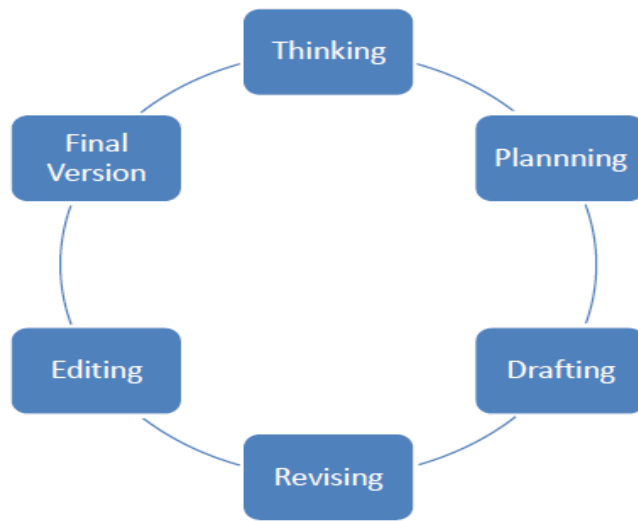 Thinking
Plannning
Drafting
Revising
Editing
Final
Version